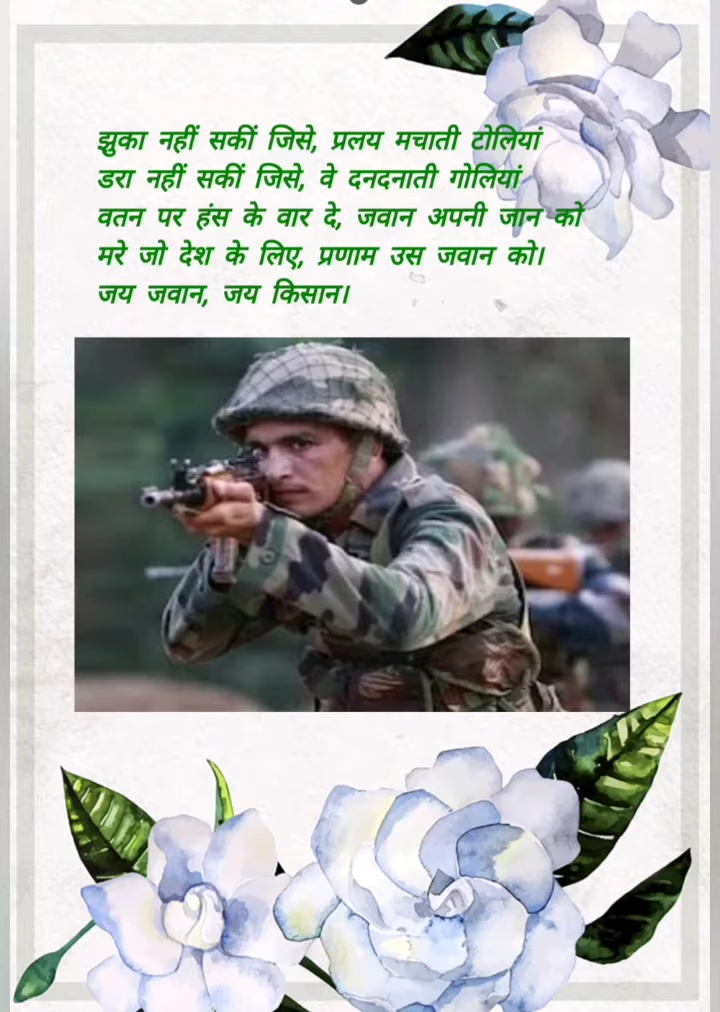 झुका नहीं सकीं जिसे, प्रलय मचाती टोलियां
डरा नहीं सकीं जिसे, वे दनदनाती गोलियां
वतन पर हंस के वार दे, जवान अपनी जान को
मरे जो देश के लिए, प्रणाम उस जवान को।
जय जवान, जय किसान।